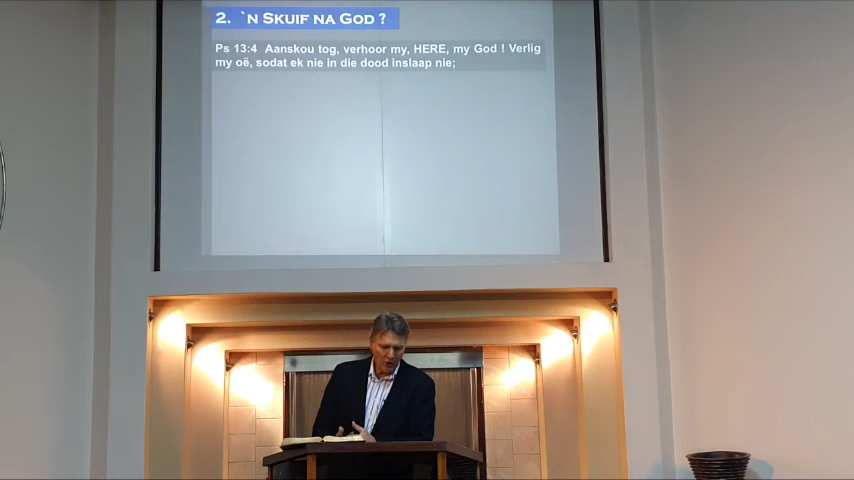 2. `N SKUIF NA GOD ?
Ps 13:4 Aanskou tog, verhoor my, HERE, my God ! Verlig
my oë, sodat ek nie in die dood inslaap nie;